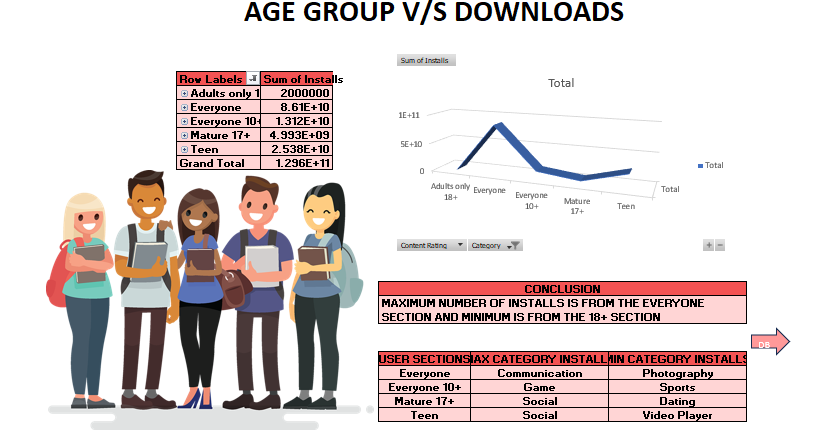 AGE GROUP V/S DOWNLOADS
Row Labels Sum of Installs
Adults only 1 2000000
Everyone 8.61E+10
Everyone 10+ 1.312E+10
Mature 17+ 4.993E+09
Teen 2.538E+10
Grand Total 1.296E+11
Sum of Installs
Total
1E+11
5E+10
0
Adults only
18+
Everyone
Everyone
10+
Mature
17+
Teen
Total
Total
Content Rating Category
CONCLUSION
MAXIMUM NUMBER OF INSTALLS IS FROM THE EVERYONE
SECTION AND MINIMUM IS FROM THE 18+ SECTION
DB
USER SECTIONS AX CATEGORY INSTALL IN CATEGORY INSTALLS
Everyone Communication Photography
Everyone 10+ Game Sports
Mature 17+ Social Dating
Teen Social Video Player